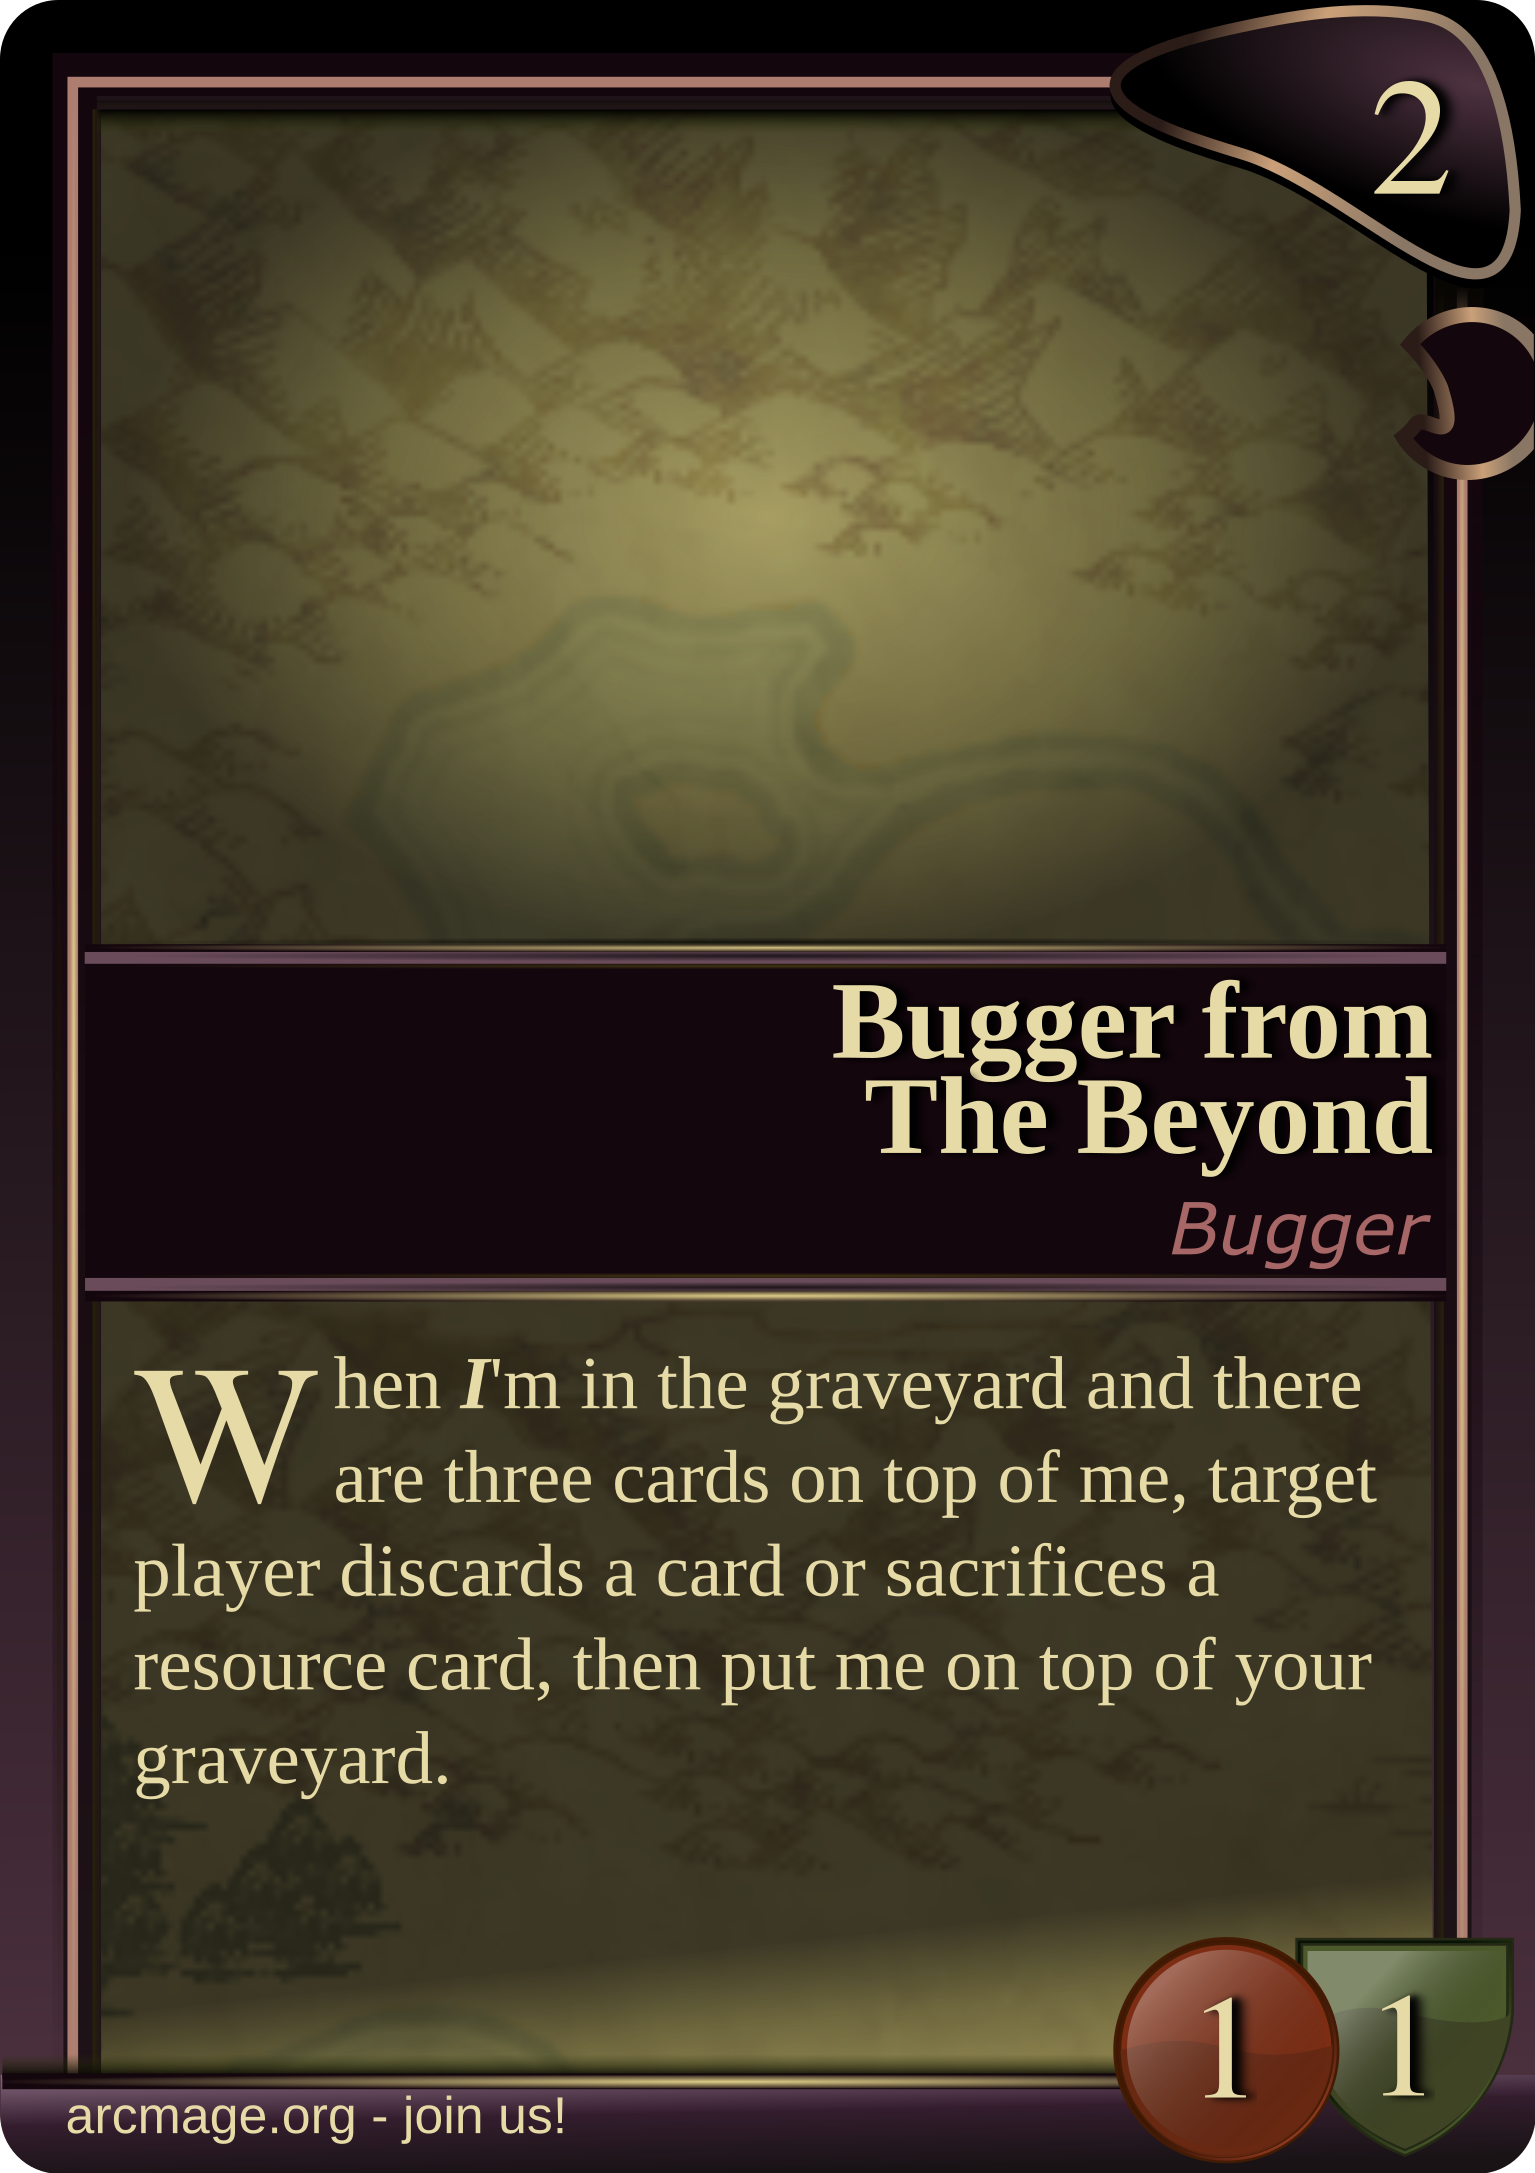 2
Bugger from
The Beyond
Bugger
When I'm in the graveyard and there
are three cards on top of me, target
player discards a card or sacrifices a
resource card, then put me on top of your
graveyard.
1 1
arcmage.org - join us!